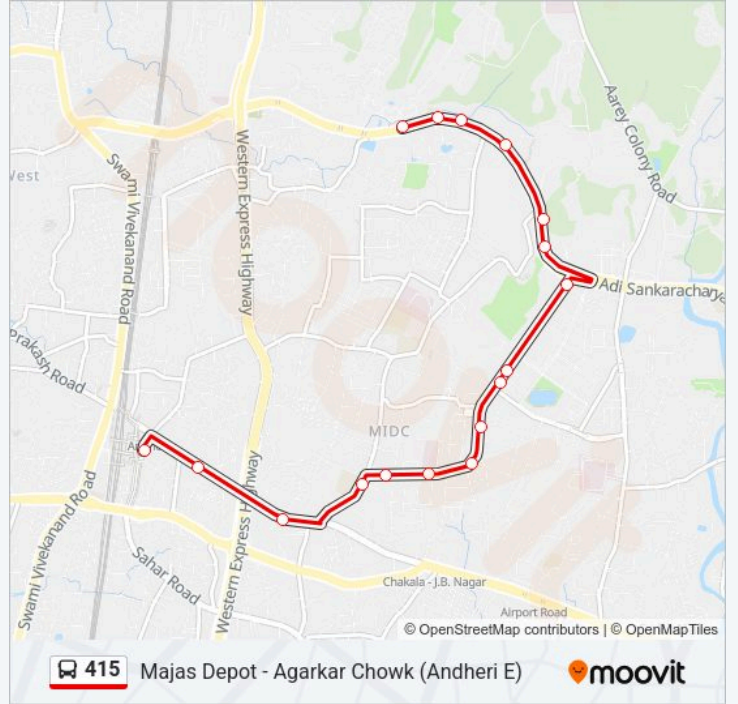 Aarey Colony Road
West
Swami Vivekanand Road
Western Express Highway
Adi Sankaracharya
Prakash Road
MIDC
Swami Vivekanand Road
Western Express Highway
Sahar Road
Chakala - J.B. Nagar
Airport Road
© OpenStreetMap contributors | © OpenMapTiles
415 Majas Depot - Agarkar Chowk (Andheri E) moovit